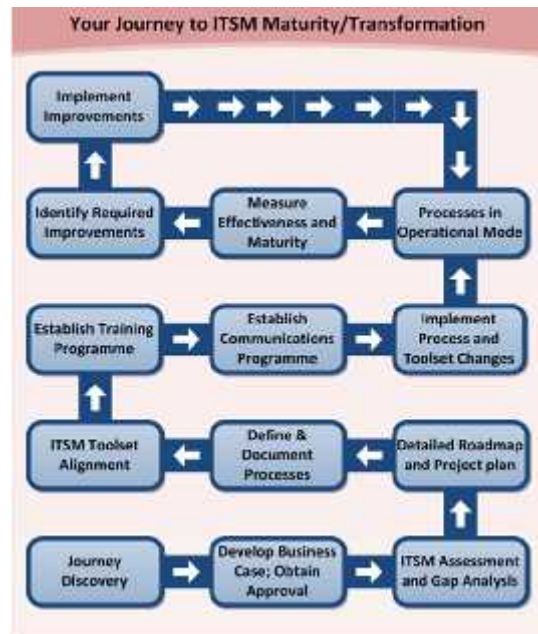 Your Journey to ITSM Maturity/Transformation
Implement
Improvements
Identify Required
Improvements
Measure
Effectiveness and
Maturity
Processes in
Operational Mode
Establish Training
Programme
Establish
Communications
Programme
Implement
Process and
Toolset Changes
ITSM Toolset
Alignment
Define &
Document
Processes
Detailed Roadmap
and Project plan
Journey
Discovery
Develop Business
Case; Obtain
Approval
ITSM Assessment
and Gap Analysis